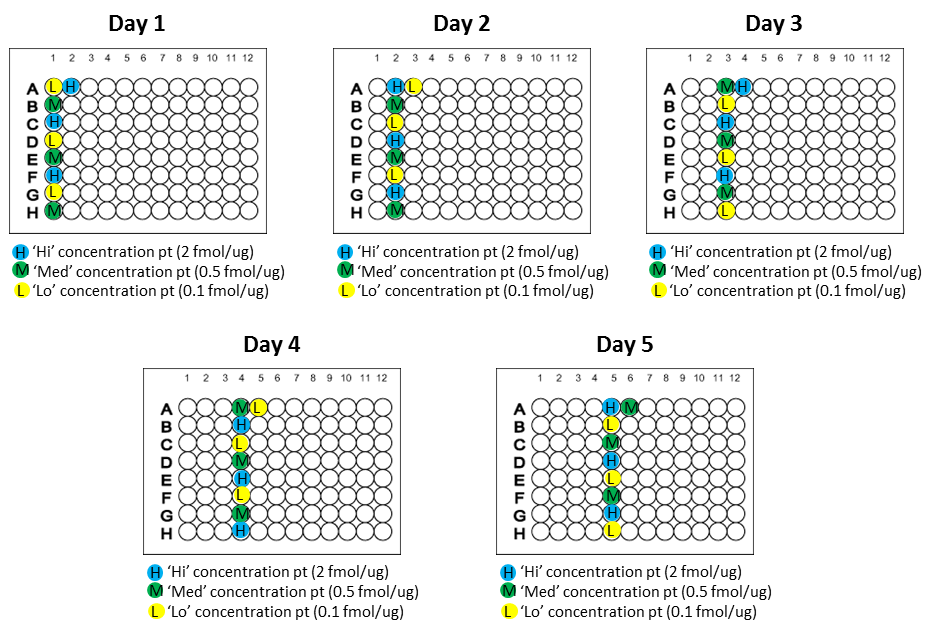 Day 1
1 2 3 4 5 6 7 8 9 10 11 12
A L H
B M
C H
D L
E M
F H
G L
H M
H 'Hi' concentration pt (2 fmol/ug)
M 'Med' concentration pt (0.5 fmol/ug)
L 'Lo' concentration pt (0.1 fmol/ug)
Day 2
1 2 3 4 5 6 7 8 9 10 11 12
A H L
B M
C L
D H
E M
F L
G H
H M
H 'Hi' concentration pt (2 fmol/ug)
M 'Med' concentration pt (0.5 fmol/ug)
L 'Lo' concentration pt (0.1 fmol/ug)
Day 3
1 2 3 4 5 6 7 8 9 10 11 12
A M H
B L
C H
D M
E L
F H
G M
H L
H 'Hi' concentration pt (2 fmol/ug)
M 'Med' concentration pt (0.5 fmol/ug)
L 'Lo' concentration pt (0.1 fmol/ug)
Day 4
1 2 3 4 5 6 7 8 9 10 11 12
A M L
B H
C L
D M
E H
F L
G M
H H
H 'Hi' concentration pt (2 fmol/ug)
M 'Med' concentration pt (0.5 fmol/ug)
L 'Lo' concentration pt (0.1 fmol/ug)
Day 5
1 2 3 4 5 6 7 8 9 10 11 12
A H M
B L
C M
D H
E L
F M
G H
H L
H 'Hi' concentration pt (2 fmol/ug)
M 'Med' concentration pt (0.5 fmol/ug)
L 'Lo' concentration pt (0.1 fmol/ug)